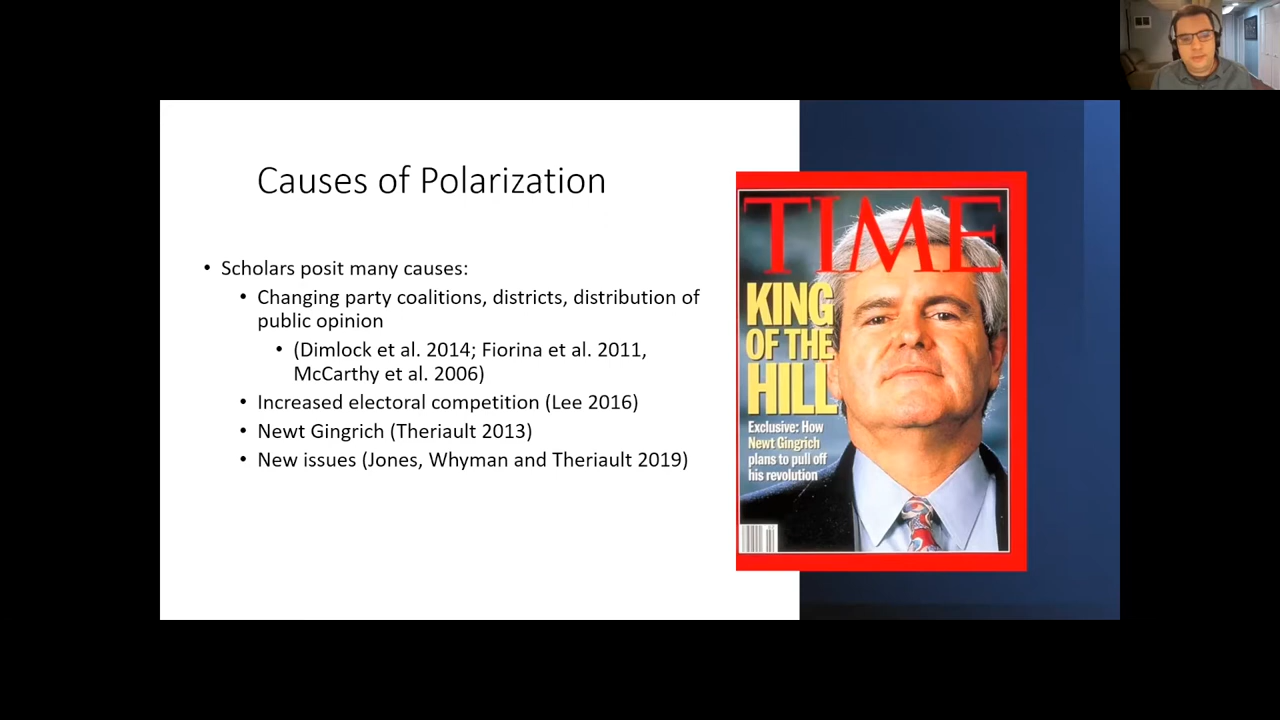 Causes of Polarization
• Scholars posit many causes:
• Changing party coalitions, districts, distribution of
public opinion
• (Dimlock et al. 2014; Fiorina et al. 2011,
McCarthy et al. 2006)
• Increased electoral competition (Lee 2016)
• Newt Gingrich (Theriault 2013)
• New issues (Jones, Whyman and Theriault 2019)
TIME
KING
OF THE
HILL
Exclusive: How
Newt Gingrich
plans to pull off
his revolution